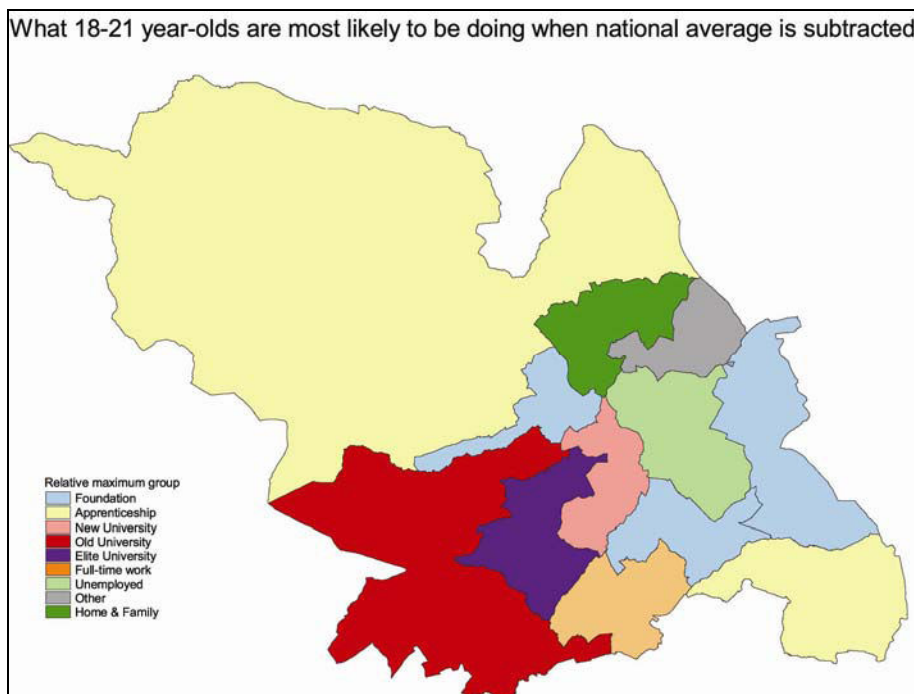 What 18-21 year-olds are most likely to be doing when national average is subtracted
Relative maximum group
Foundation
Apprenticeship
New University
Old University
Elite University
Full-time work
Unemployed
Other
Home & Family